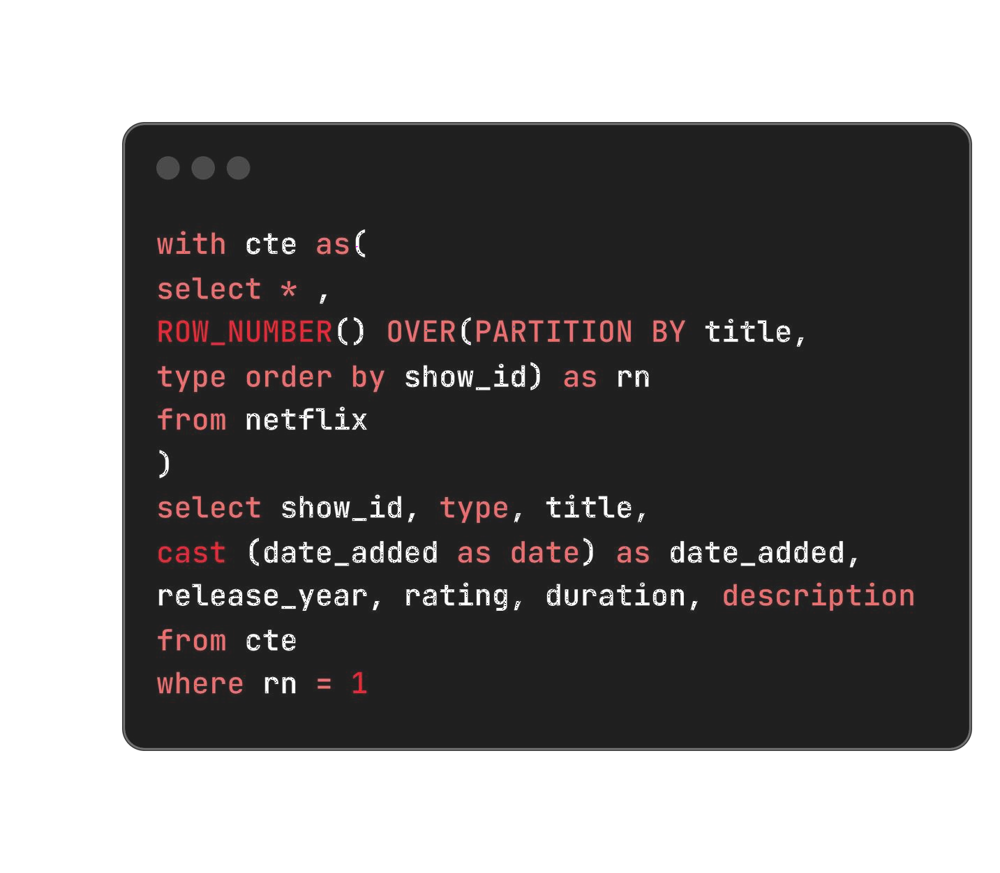 with cte as(
select * ,
ROW_NUMBER() OVER(PARTITION BY title,
type order by show_id) as rn
from netflix
)
select show_id, type, title,
cast (date_added as date) as date_added,
release_year, rating, duration, description
from cte
where rn = 1